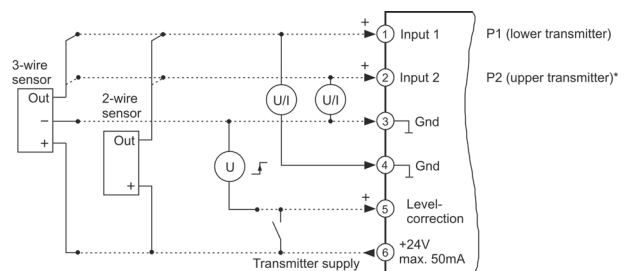 +
1 Input 1 P1 (lower transmitter)
3-wire
sensor
+
2 Input 2 P2 (upper transmitter)*
2-wire
sensor
Out
U/I U/I
−
3 Gnd
Out
+
U
4 Gnd
+
+
5 Level-
correction
6 +24V
max. 50mA
Transmitter supply